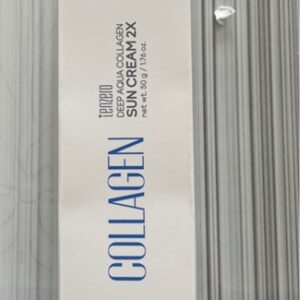 tenzero
DEEP AQUA COLLAGEN
SUN CREAM 2X
net wt. 50 g / 1.76 oz.
COLLAGEN